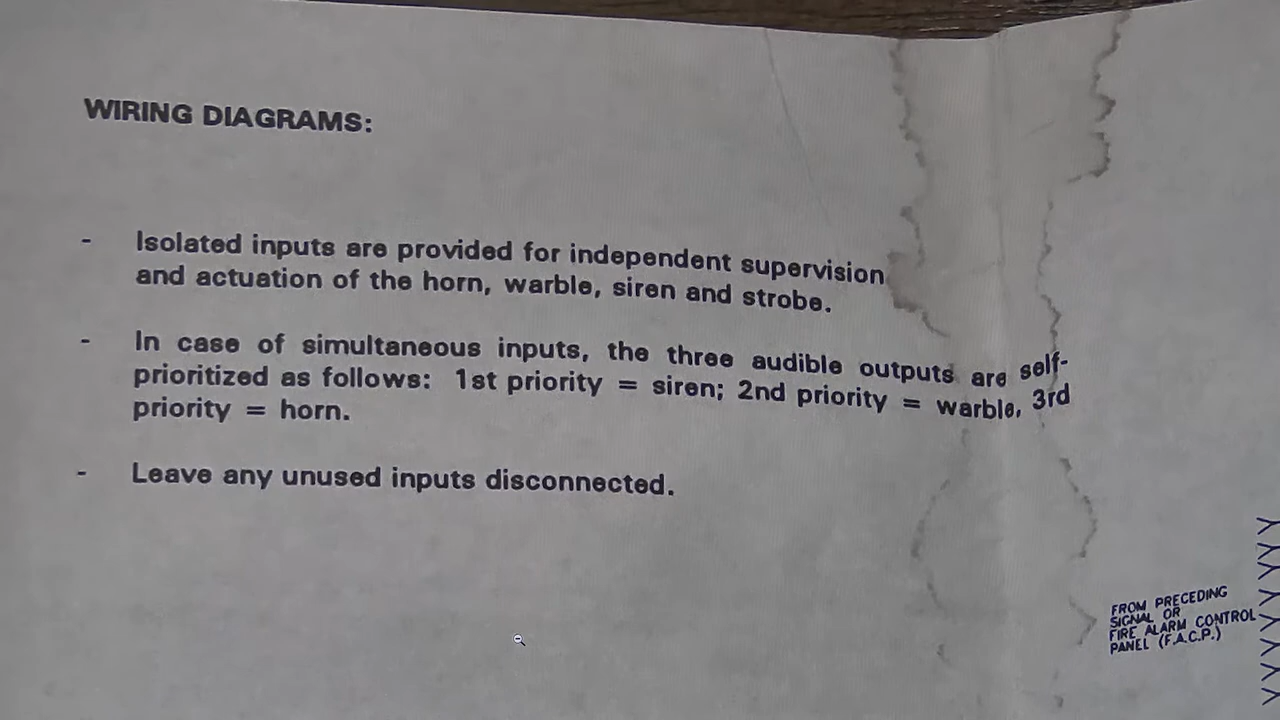 WIRING DIAGRAMS:
- Isolated inputs are provided for independent supervision
and actuation of the horn, warble, siren and strobe.
- In case of simultaneous inputs, the three audible outputs are self-
prioritized as follows: 1st priority = siren; 2nd priority = warble, 3rd
priority = horn.
- Leave any unused inputs disconnected.
FROM PRECEDING
SIGNAL OR
FIRE ALARM CONTROL
PANEL (F.A.C.P.)